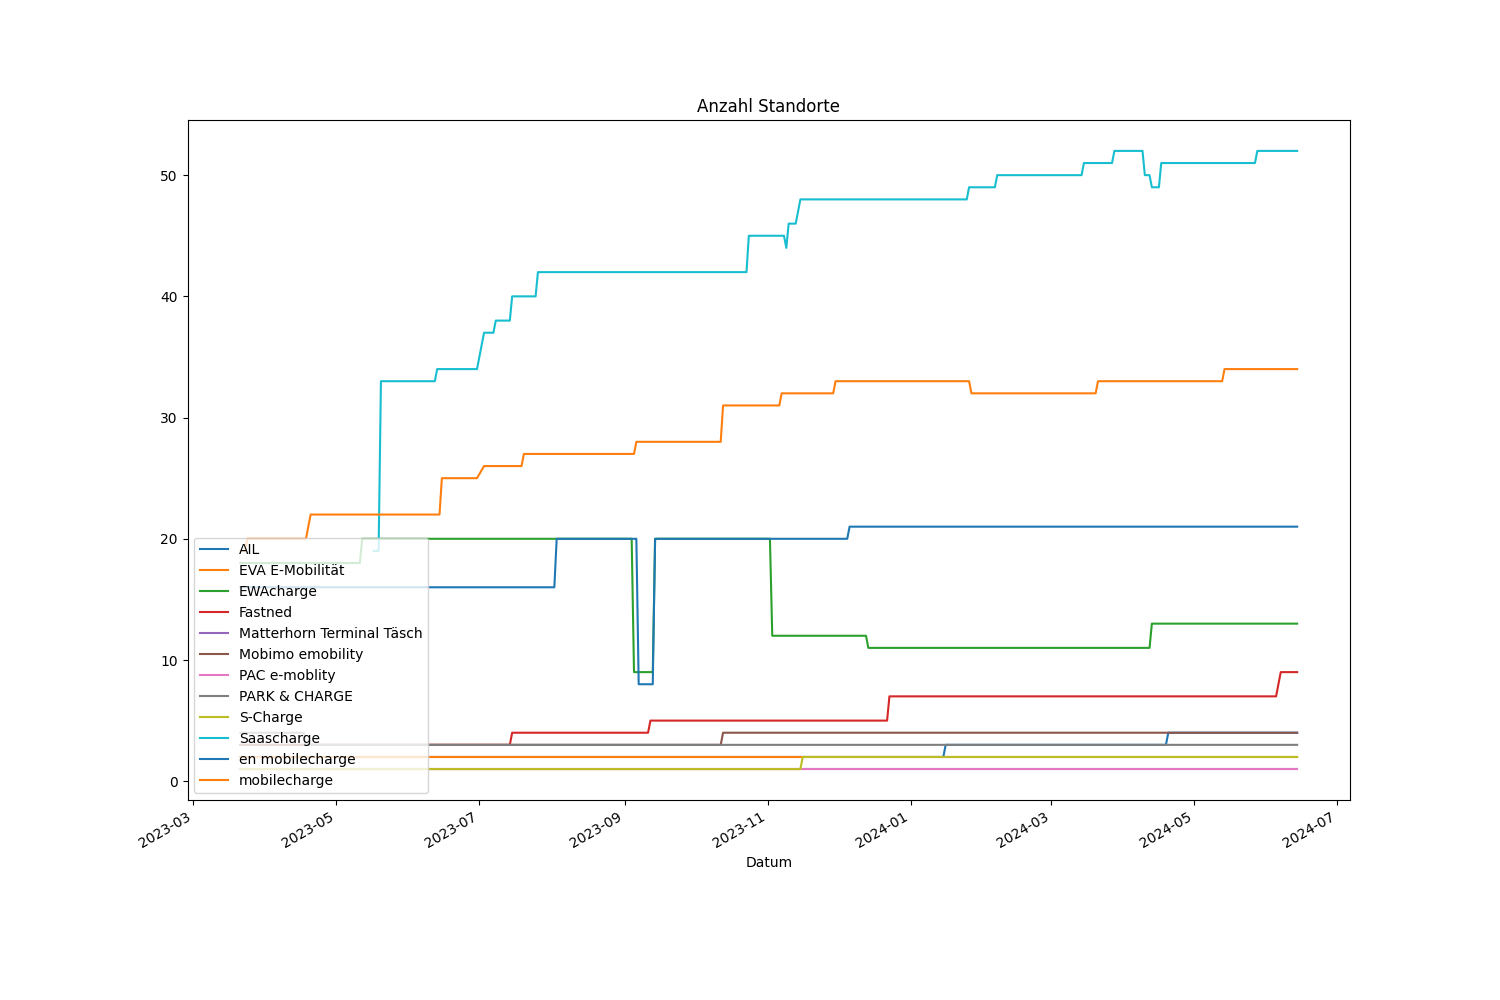 Anzahl Standorte
50
40
30
20
10
0
AIL
EVA E-Mobilität
EWAcharge
Fastned
Matterhorn Terminal Täsch
Mobimo emobility
PAC e-moblity
PARK & CHARGE
S-Charge
Saascharge
en mobilecharge
mobilecharge
2023-03
2023-05
2023-07
2023-09
2023-11
2024-01
2024-03
2024-05
2024-07
Datum